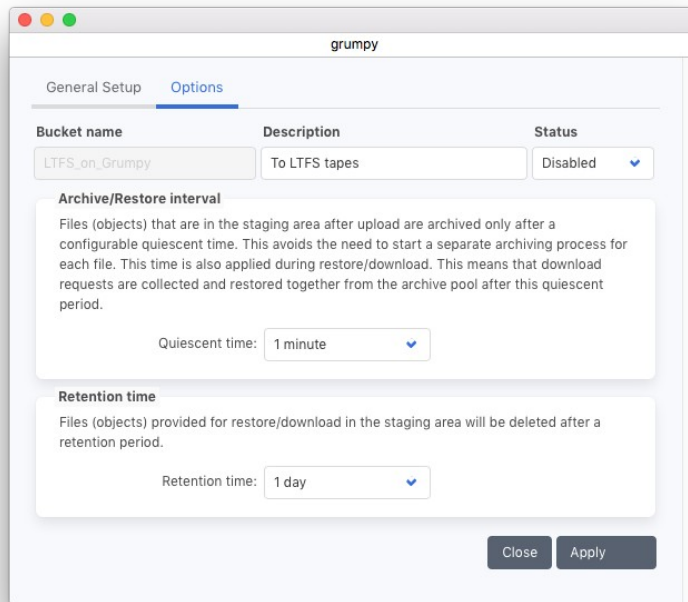 grumpy
General Setup Options
Bucket name Description Status
LTFS_on_Grumpy To LTFS tapes Disabled
Archive/Restore interval
Files (objects) that are in the staging area after upload are archived only after a
configurable quiescent time. This avoids the need to start a separate archiving process for
each file. This time is also applied during restore/download. This means that download
requests are collected and restored together from the archive pool after this quiescent
period.
Quiescent time: 1 minute
Retention time
Files (objects) provided for restore/download in the staging area will be deleted after a
retention period.
Retention time: 1 day
Close Apply